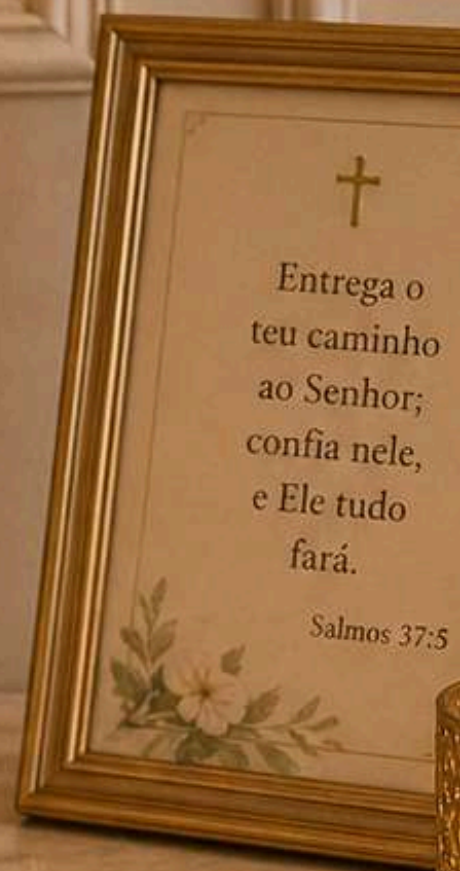 Entrega o
teu caminho
ao Senhor;
confia nele,
e Ele tudo
fará.
Salmos 37:5